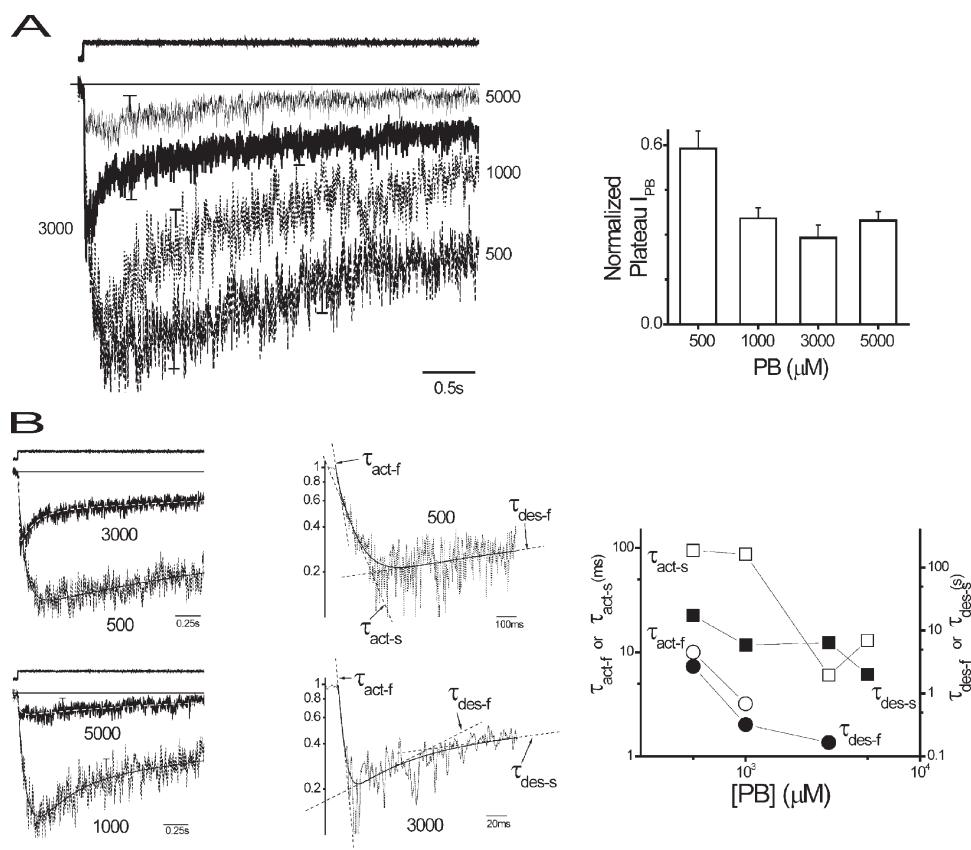 A
5000
1000
3000
500
0.5s
Normalized
Plateau I_PB
0.6
0.0
500 1000 3000 5000
PB (μM)
B
3000
500
0.25s
5000
1000
0.25s
τact-f
1
0.8
0.6
0.4
0.2
500
τdes-f
τact-s
100ms
τact-f
1
0.8
0.6
0.4
0.2
τdes-f
τdes-s
3000
20ms
τact-f or τact-s (ms)
100
10
1
τact-s
τact-f
τdes-s
τdes-f
100
10
1
0.1
τdes-f or τdes-s (s)
10³ 10⁴
[PB] (μM)